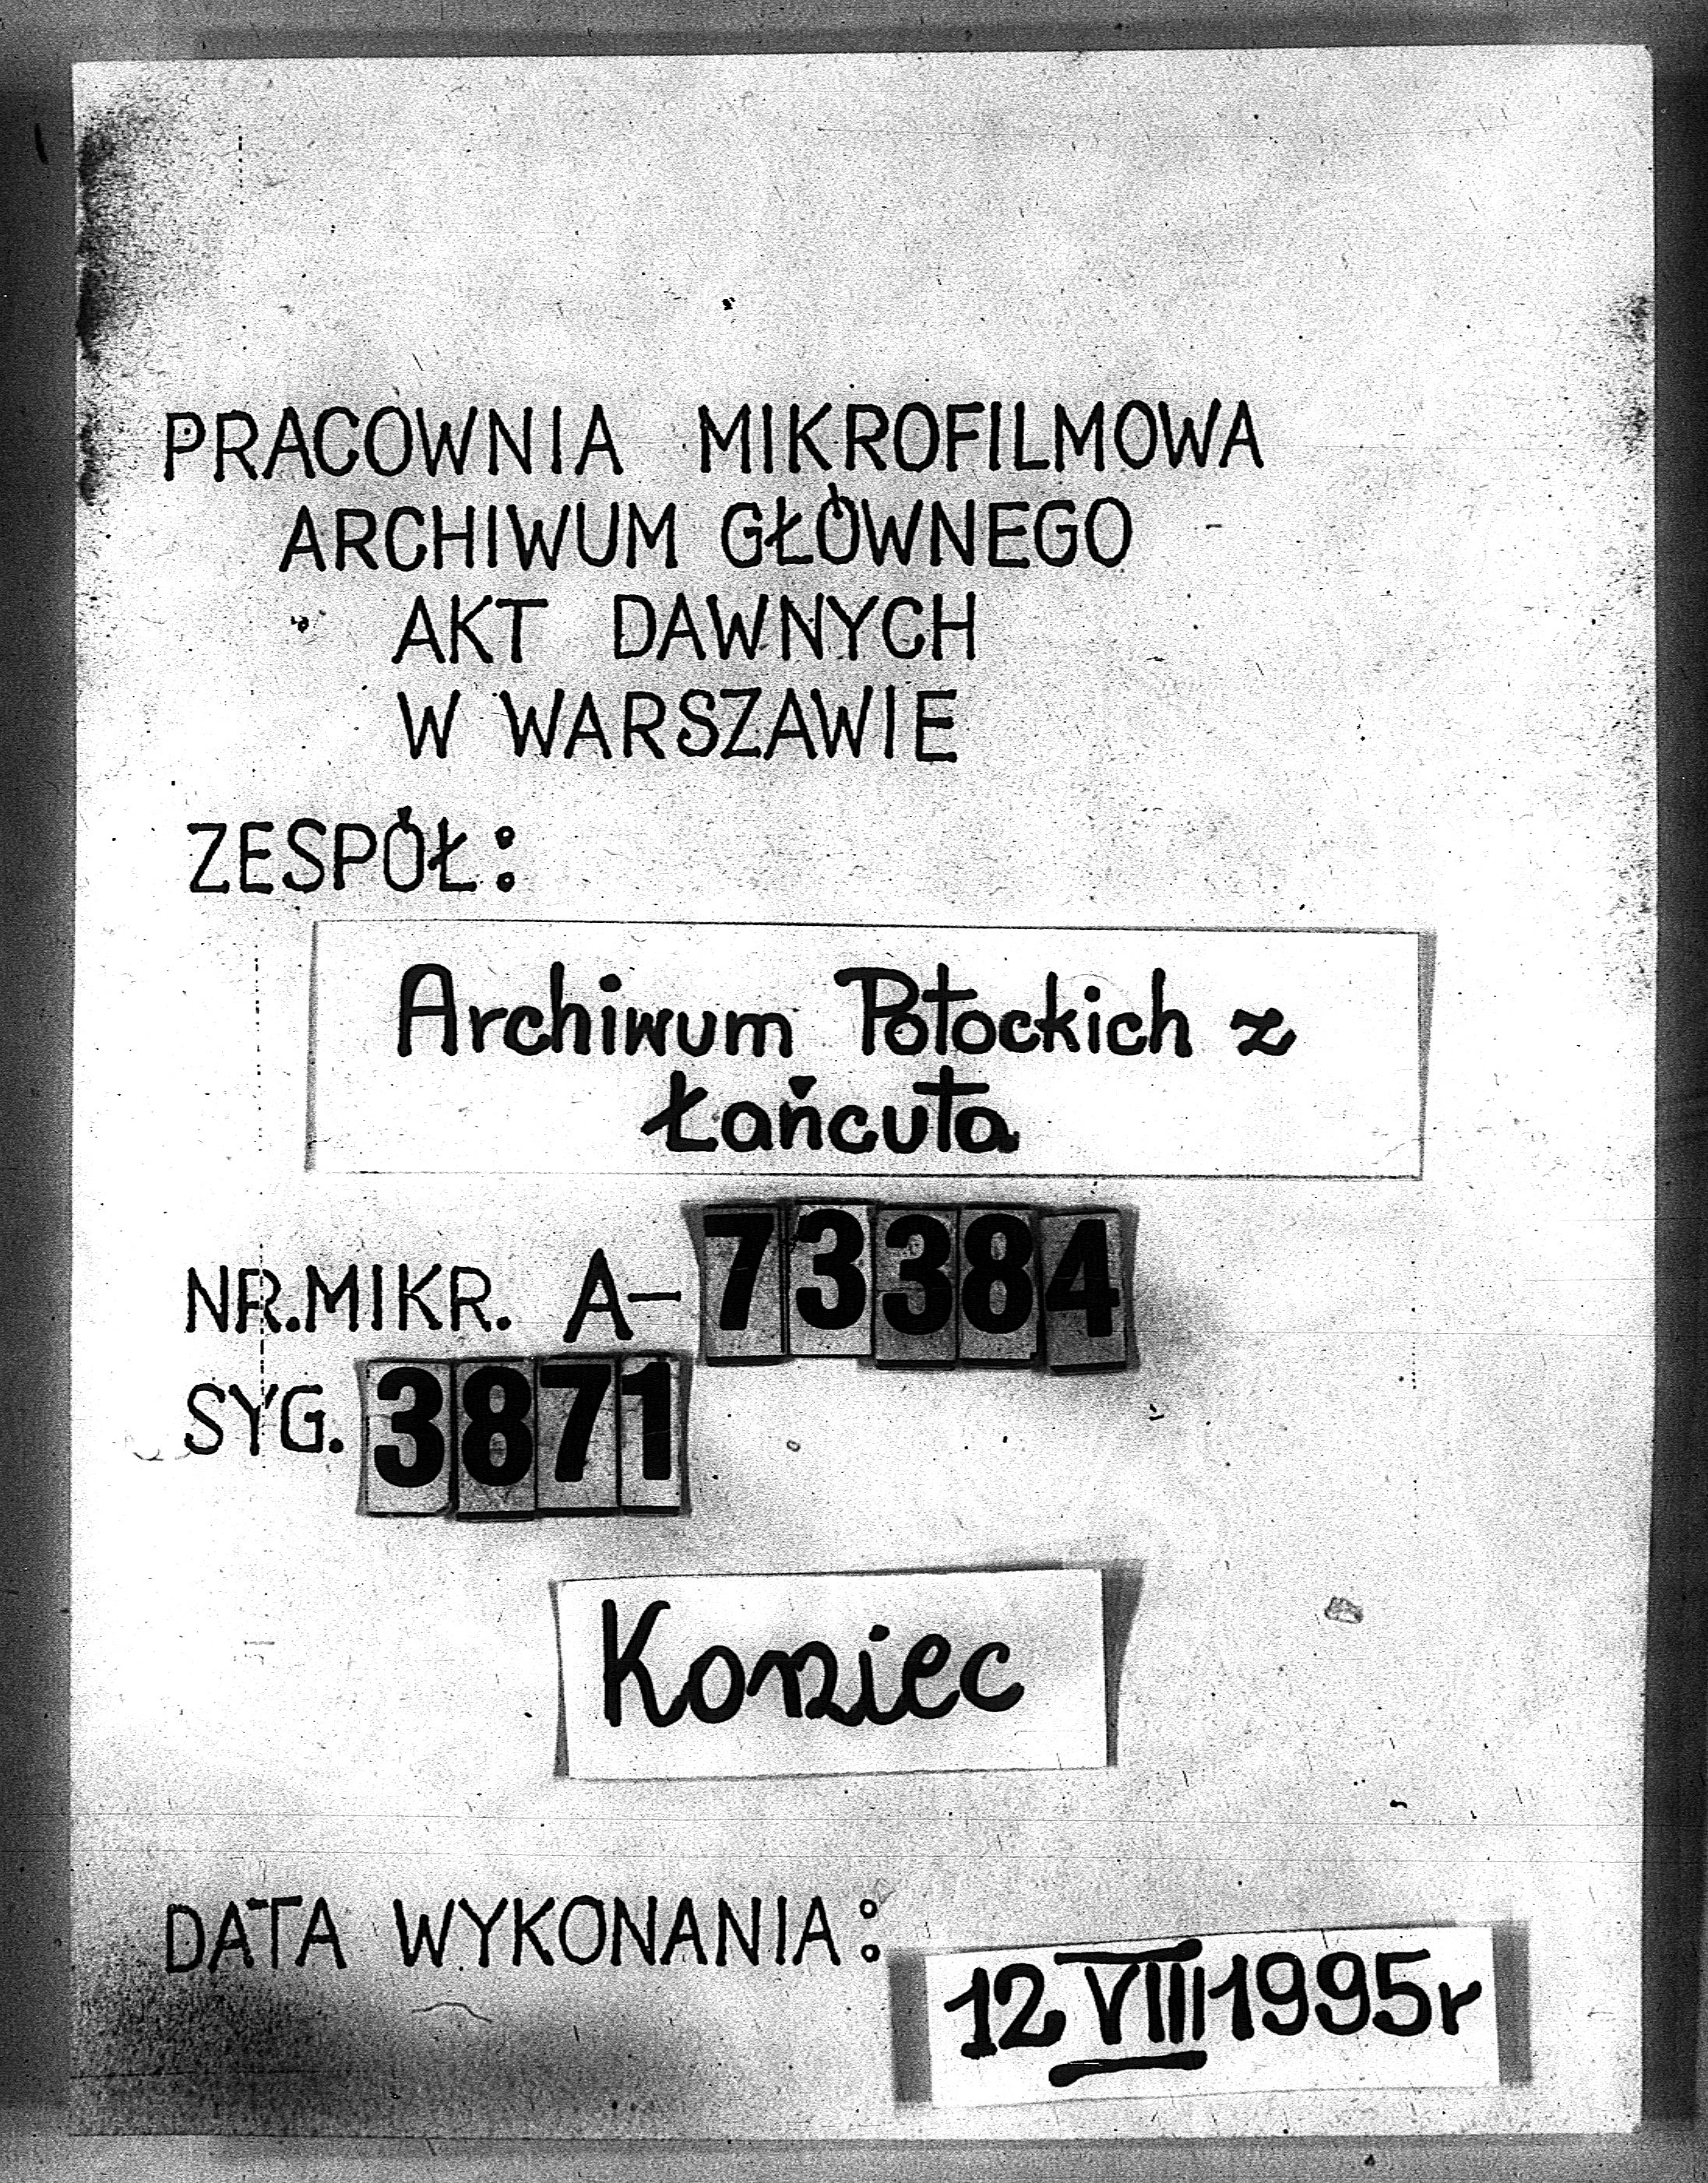 PRACOWNIA MIKROFILMOWA
ARCHIWUM GŁÓWNEGO
AKT DAWNYCH
W WARSZAWIE
ZESPÓŁ:
Archiwum Potockich z
Łańcuta
NR.MIKR. A-73384
SYG. 3871
Koniec
DATA WYKONANIA:
12 VIII 1995r